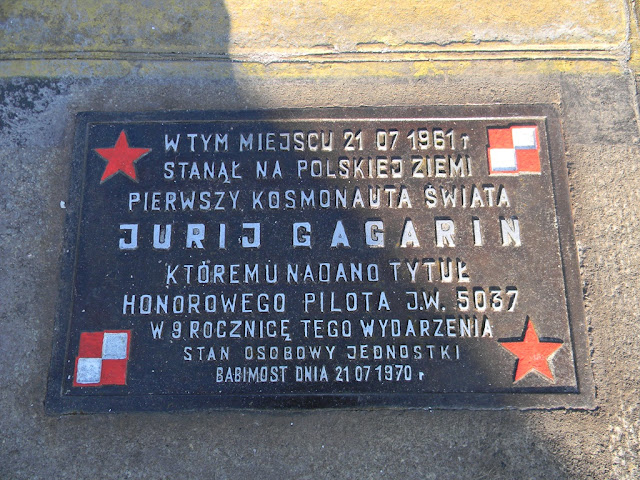 W TYM MIEJSCU 21 07 1961 r
STANĄŁ NA POLSKIEJ ZIEMI
PIERWSZY KOSMONAUTA ŚWIATA
JURIJ GAGARIN
KTÓREMU NADANO TYTUŁ
HONOROWEGO PILOTA J.W. 5037
W 9 ROCZNICĘ TEGO WYDARZENIA
STAN OSOBOWY JEDNOSTKI
BABIMOST DNIA 21 07 1970 r